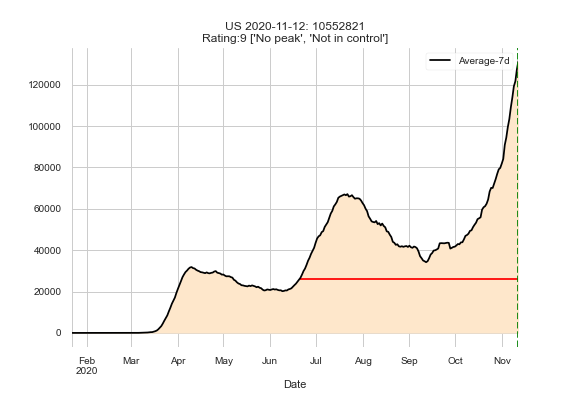 US 2020-11-12: 10552821
Rating:9 ['No peak', 'Not in control']
Average-7d
120000
100000
80000
60000
40000
20000
0
Feb Mar Apr May Jun Jul Aug Sep Oct Nov
2020
Date